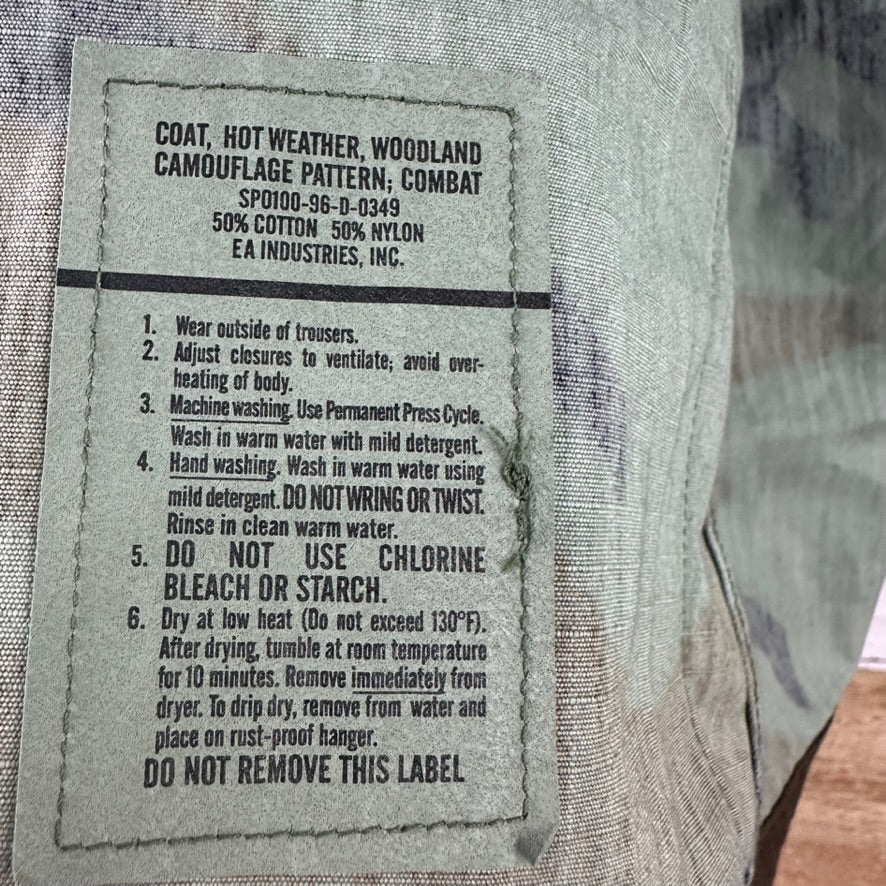 COAT, HOT WEATHER, WOODLAND
CAMOUFLAGE PATTERN; COMBAT
SPO100-96-D-0349
50% COTTON 50% NYLON
EA INDUSTRIES, INC.
1. Wear outside of trousers.
2. Adjust closures to ventilate; avoid over-
heating of body.
3. Machine washing. Use Permanent Press Cycle.
Wash in warm water with mild detergent.
4. Hand washing. Wash in warm water using
mild detergent. DO NOT WRING OR TWIST.
Rinse in clean warm water.
5. DO NOT USE CHLORINE
BLEACH OR STARCH.
6. Dry at low heat (Do not exceed 130°F).
After drying, tumble at room temperature
for 10 minutes. Remove immediately from
dryer. To drip dry, remove from water and
place on rust-proof hanger.
DO NOT REMOVE THIS LABEL